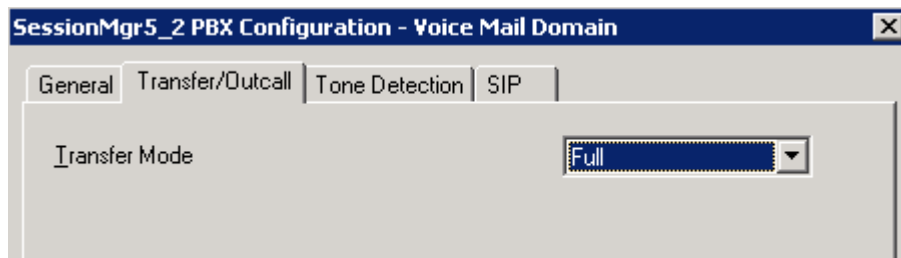 SessionMgr5_2 PBX Configuration - Voice Mail Domain
General Transfer/Outcall Tone Detection SIP
Transfer Mode Full